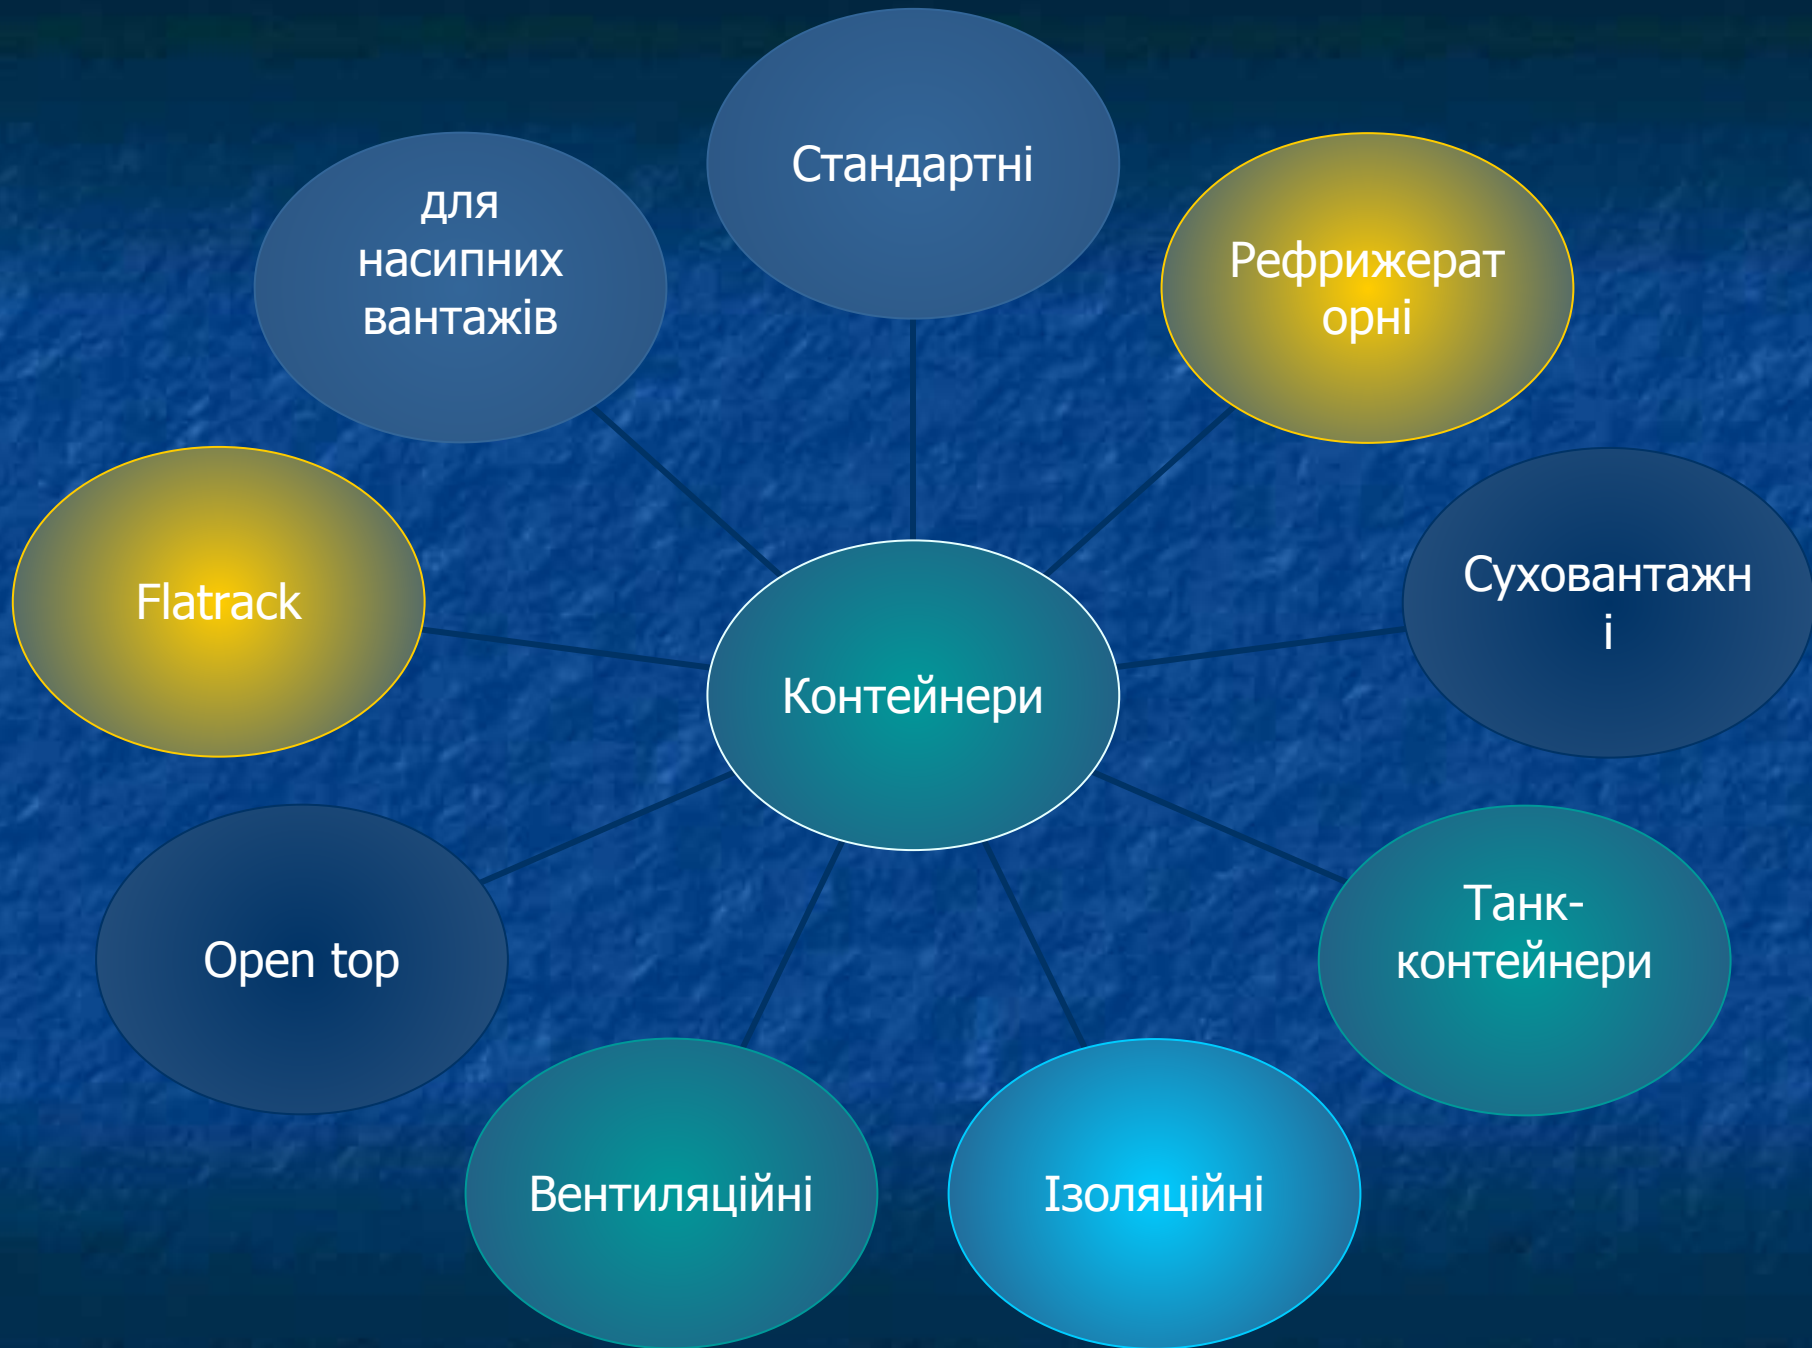 Стандартні
для
насипних
вантажів
Рефрижерат
орні
Flatrack
Суховантажн
і
Контейнери
Open top
Танк-
контейнери
Вентиляційні
Ізоляційні